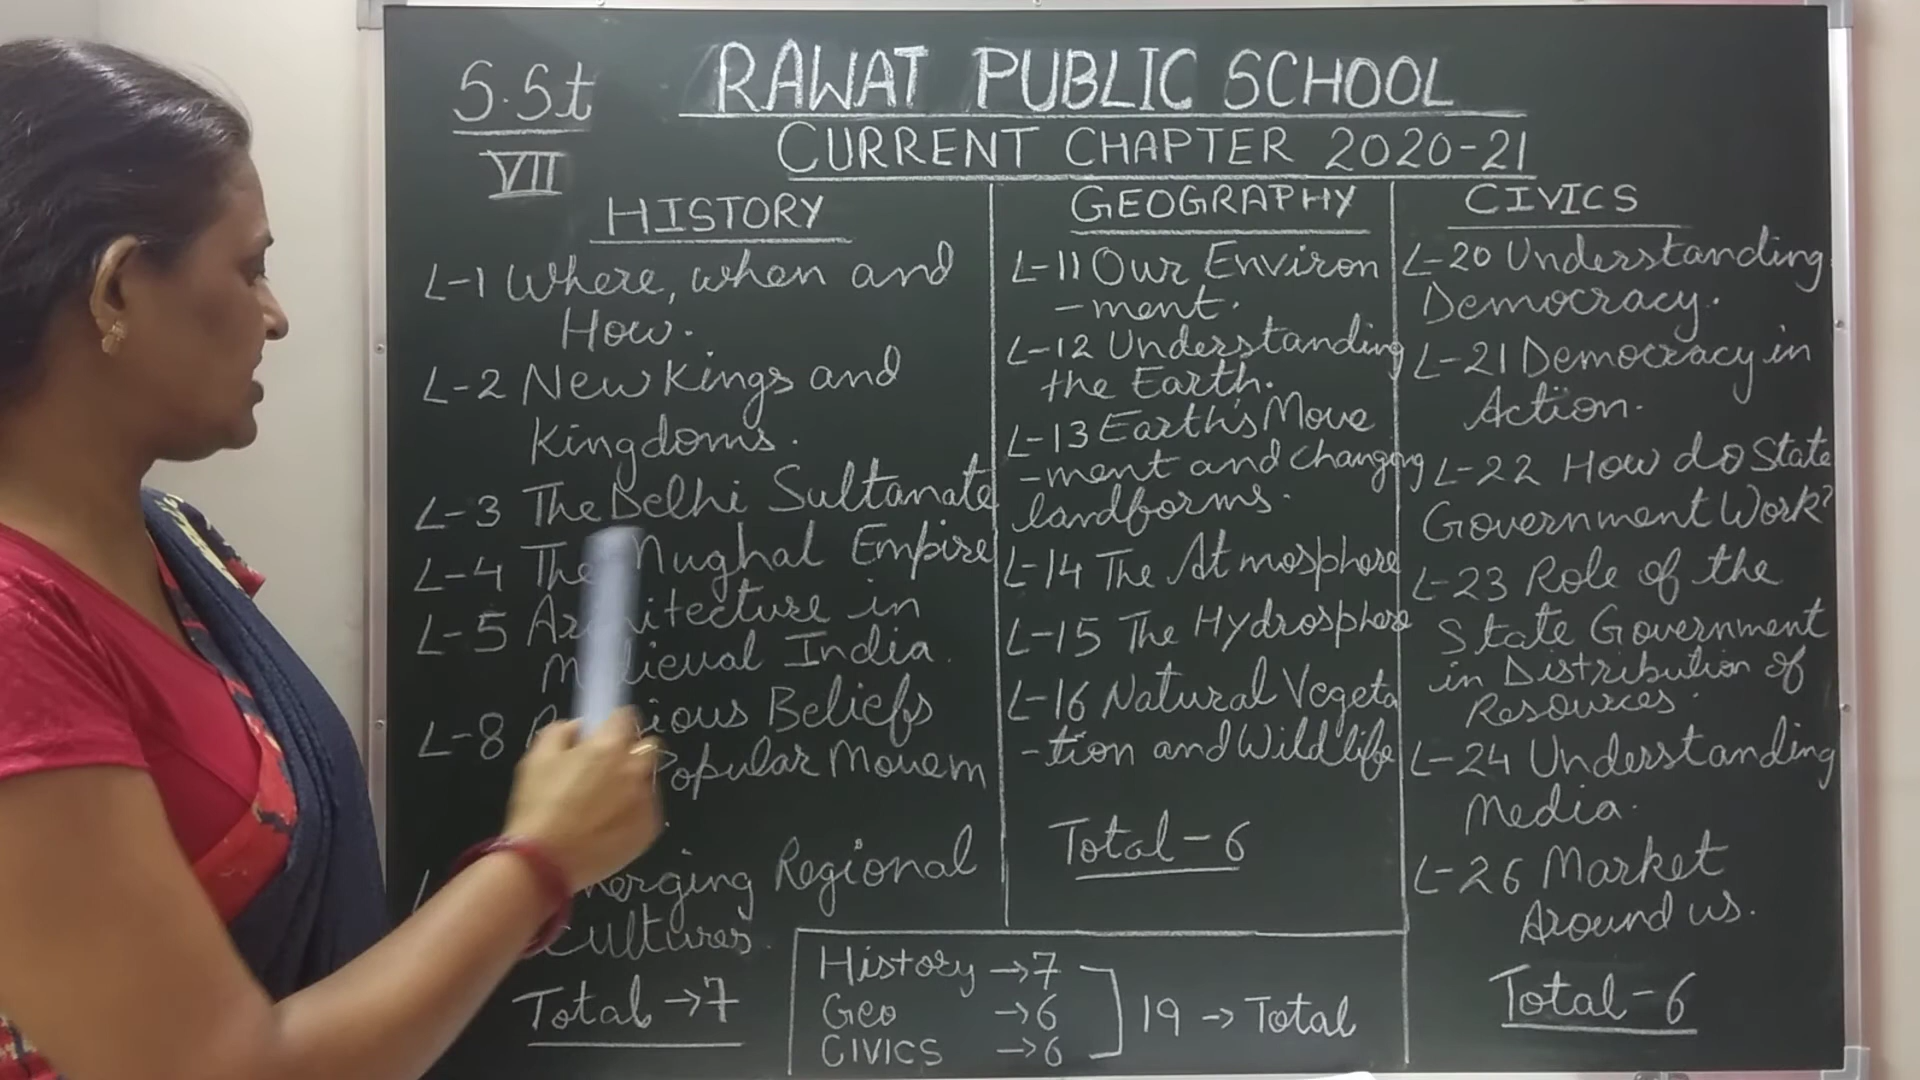 S.St
VII
RAWAT PUBLIC SCHOOL
CURRENT CHAPTER 2020-21
HISTORY
L-1 Where, when and
How.
L-2 New Kings and
Kingdoms.
L-3 The Delhi Sultanate
L-4 The Mughal Empire
L-5 in
India.
L-8 Beliefs
Popular Movem
Regional
Cultures.
Total →7
GEOGRAPHY
L-11 Our Environ
-ment.
L-12 Understanding
the Earth.
L-13 Earth's Move
-ment and changing
landforms.
L-14 The Atmosphere
L-15 The Hydrosphere
L-16 Natural Vegeta
-tion and Wildlife
Total - 6
CIVICS
L-20 Understanding
Democracy.
L-21 Democracy in
Action.
L-22 How do State
Government Work?
L-23 Role of the
State Government
in Distribution of
Resources.
L-24 Understanding
Media.
L-26 Market
Around us.
Total - 6
History →7
Geo →6
CIVICS →6
19 → Total